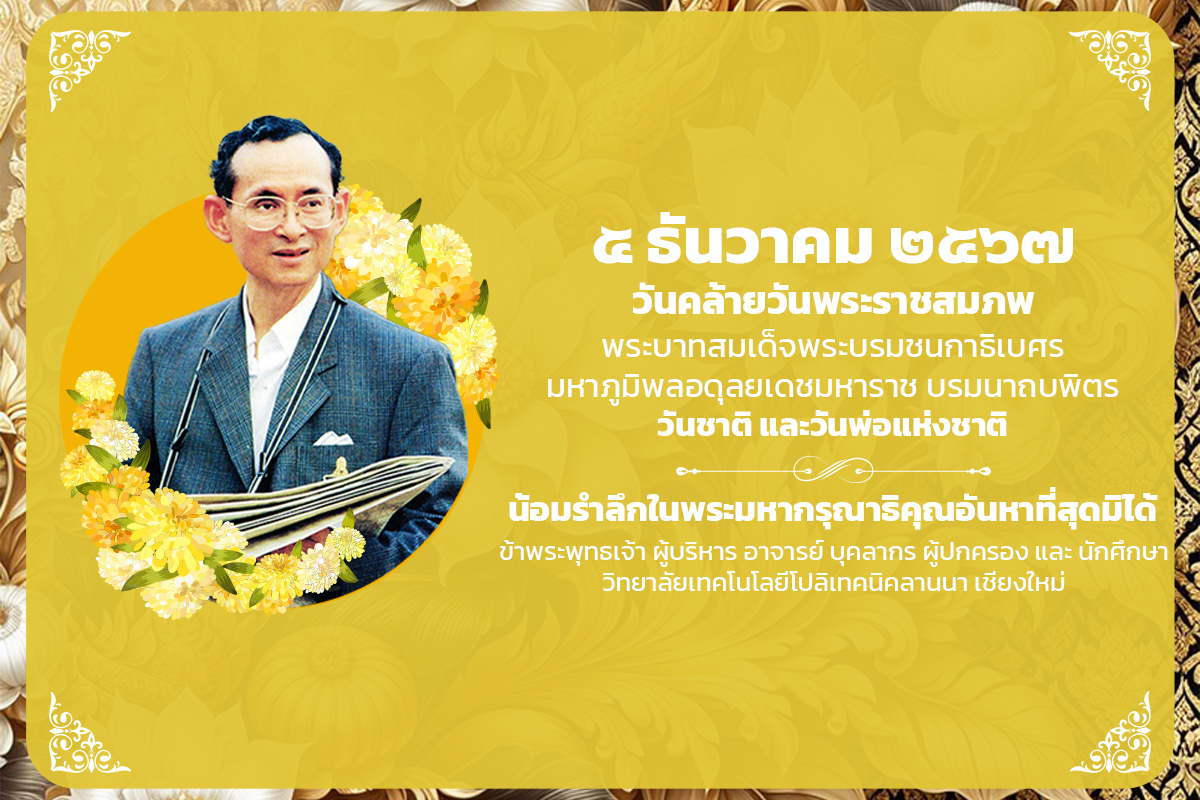 ๕ ธันวาคม ๒๕๖๗
วันคล้ายวันพระราชสมภพ
พระบาทสมเด็จพระบรมชนกาธิเบศร
มหาภูมิพลอดุลยเดชมหาราช บรมนาถบพิตร
วันชาติ และวันพ่อแห่งชาติ
น้อมรำลึกในพระมหากรุณาธิคุณอันหาที่สุดมิได้
ข้าพระพุทธเจ้า ผู้บริหาร อาจารย์ บุคลากร ผู้ปกครอง และ นักศึกษา
วิทยาลัยเทคโนโลยีโปลิเทคนิคลานนา เชียงใหม่